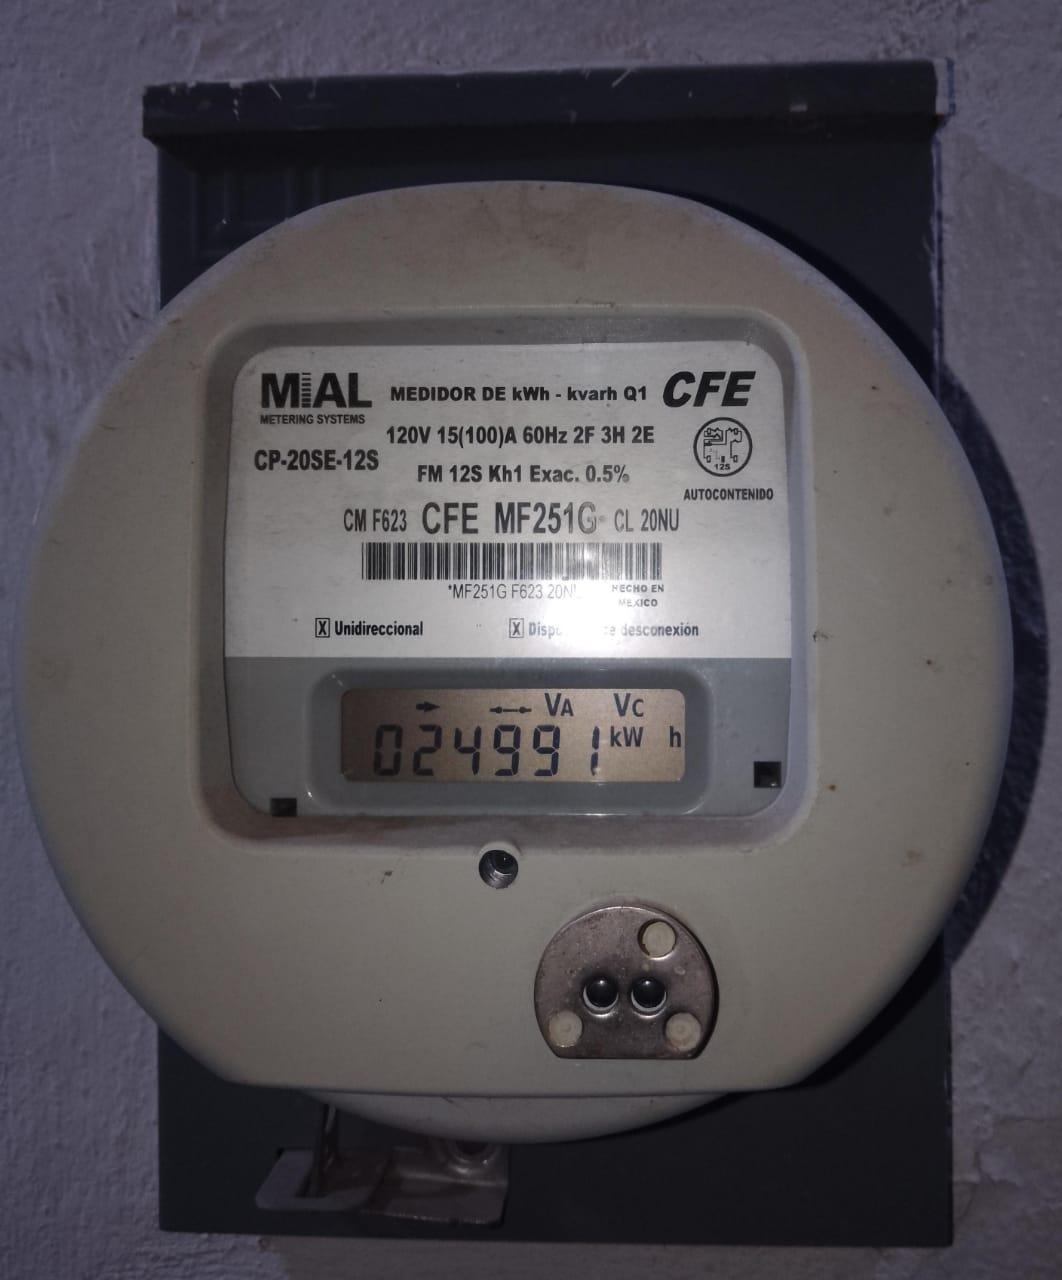 MIAL
METERING SYSTEMS
MEDIDOR DE kWh - kvarh Q1
CFE
120V 15(100)A 60Hz 2F 3H 2E
CP-20SE-12S
FM 12S Kh1 Exac. 0.5%
12S
AUTOCONTENIDO
CM F623 CFE MF251G CL 20NU
*MF251G F623 20N
HECHO EN
MEXICO
X Unidireccional
X desconexión
VA VC
024991 kW h